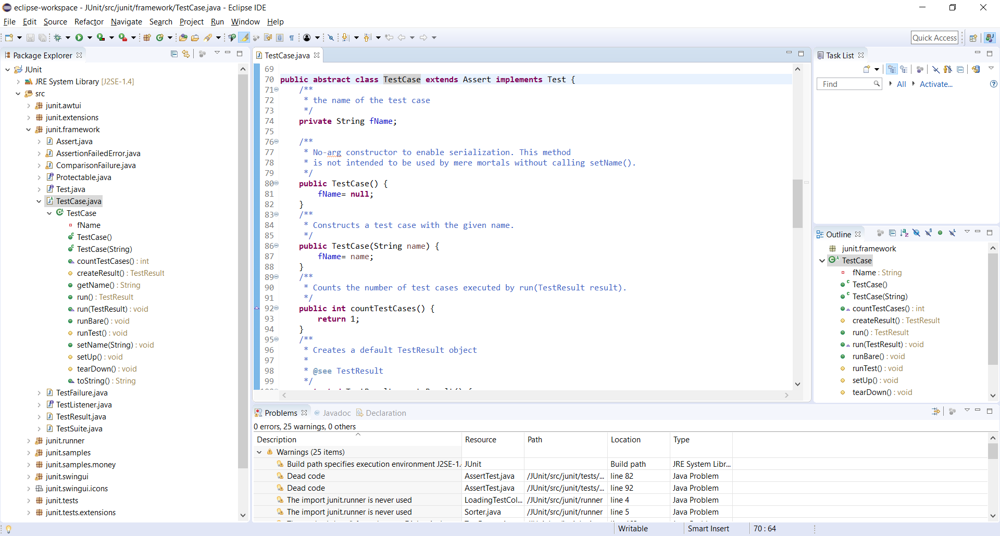 eclipse-workspace - JUnit/src/junit/framework/TestCase.java - Eclipse IDE
File Edit Source Refactor Navigate Search Project Run Window Help
Quick Access
Package Explorer
JUnit
JRE System Library [J2SE-1.4]
src
junit.awtui
junit.extensions
junit.framework
Assert.java
AssertionFailedError.java
ComparisonFailure.java
Protectable.java
Test.java
TestCase.java
TestCase
fName
TestCase()
TestCase(String)
countTestCases() : int
createResult() : TestResult
getName() : String
run() : TestResult
run(TestResult) : void
runBare() : void
runTest() : void
setName(String) : void
setUp() : void
tearDown() : void
toString() : String
TestFailure.java
TestListener.java
TestResult.java
TestSuite.java
junit.runner
junit.samples
junit.samples.money
junit.swingui
junit.swingui.icons
junit.tests
junit.tests.extensions
TestCase.java
69
70 public abstract class TestCase extends Assert implements Test {
71 /**
72 * the name of the test case
73 */
74 private String fName;
75
76 /**
77 * No-arg constructor to enable serialization. This method
78 * is not intended to be used by mere mortals without calling setName().
79 */
80 public TestCase() {
81 fName= null;
82 }
83 /**
84 * Constructs a test case with the given name.
85 */
86 public TestCase(String name) {
87 fName= name;
88 }
89 /**
90 * Counts the number of test cases executed by run(TestResult result).
91 */
92 public int countTestCases() {
93 return 1;
94 }
95 /**
96 * Creates a default TestResult object
97 *
98 * @see TestResult
99 */
Task List
Find All Activate...
Outline
junit.framework
TestCase
fName : String
TestCase()
TestCase(String)
countTestCases() : int
createResult() : TestResult
run() : TestResult
run(TestResult) : void
runBare() : void
runTest() : void
setUp() : void
tearDown() : void
Problems @ Javadoc Declaration
0 errors, 25 warnings, 0 others
Description Resource Path Location Type
Warnings (25 items)
Build path specifies execution environment J2SE-1. JUnit Build path JRE System Libr...
Dead code AssertTest.java /JUnit/src/junit/tests/... line 82 Java Problem
Dead code AssertTest.java /JUnit/src/junit/tests/... line 92 Java Problem
The import junit.runner is never used LoadingTestCol... /JUnit/src/junit/runner line 4 Java Problem
The import junit.runner is never used Sorter.java /JUnit/src/junit/runner line 5 Java Problem
Writable Smart Insert 70 : 64